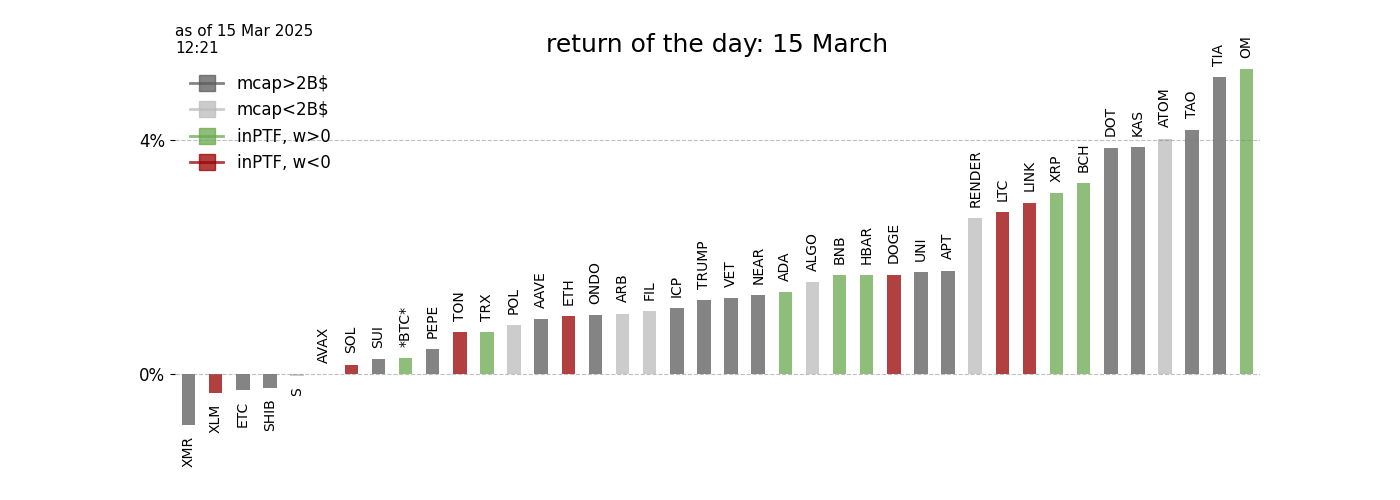 as of 15 Mar 2025
12:21
return of the day: 15 March
mcap>2B$
mcap<2B$
inPTF, w>0
inPTF, w<0
4%
0%
XMR
XLM
ETC
SHIB
S
AVAX
SOL
SUI
*BTC*
PEPE
TON
TRX
POL
AAVE
ETH
ONDO
ARB
FIL
ICP
TRUMP
VET
NEAR
ADA
ALGO
BNB
HBAR
DOGE
UNI
APT
RENDER
LTC
LINK
XRP
BCH
DOT
KAS
ATOM
TAO
TIA
OM